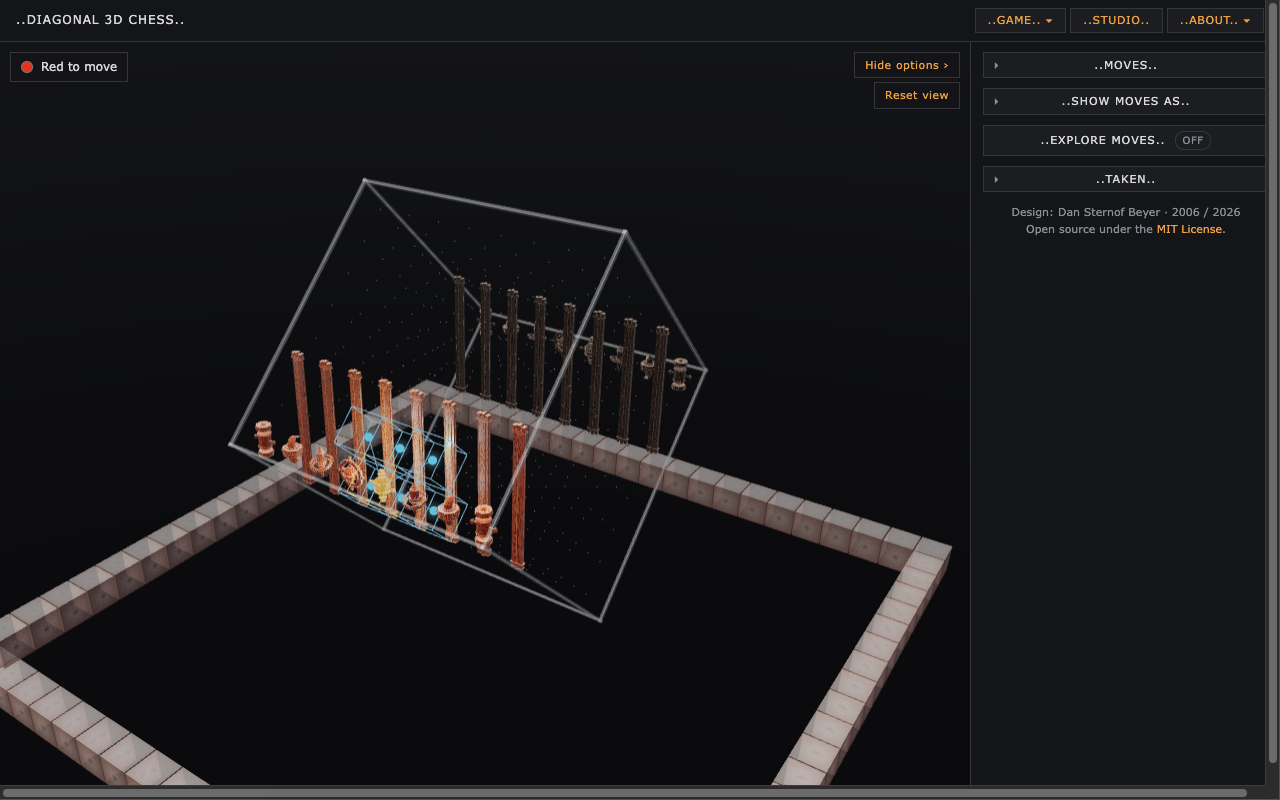 ..DIAGONAL 3D CHESS..
..GAME..
..STUDIO..
..ABOUT..
Red to move
Hide options ›
Reset view
..MOVES..
..SHOW MOVES AS..
..EXPLORE MOVES.. OFF
..TAKEN..
Design: Dan Sternof Beyer · 2006 / 2026
Open source under the MIT License.